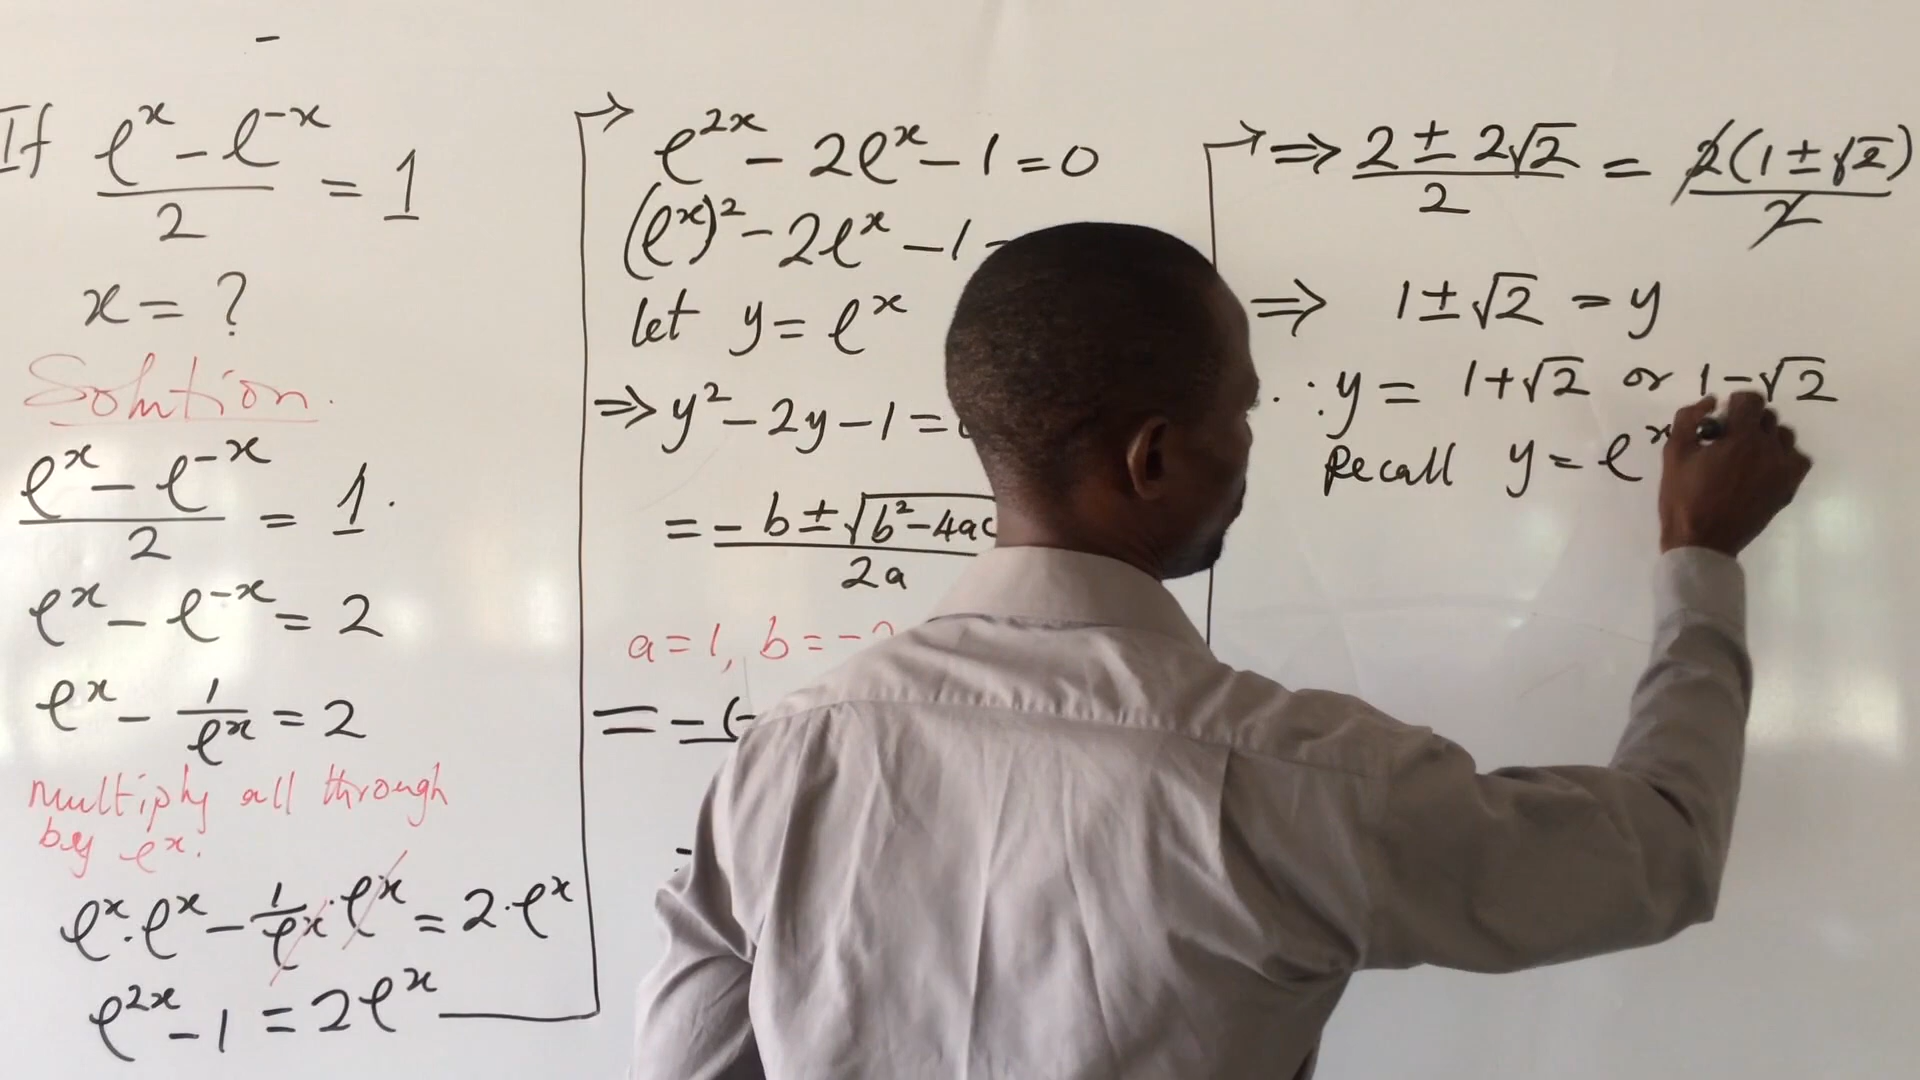 If e^x - e^-x / 2 = 1
x = ?
Solution.
e^x - e^-x / 2 = 1.
e^x - e^-x = 2
e^x - 1/e^x = 2
multiply all through
by e^x.
e^x . e^x - 1/e^x . e^x = 2 . e^x
e^2x - 1 = 2e^x
e^2x - 2e^x - 1 = 0
(e^x)^2 - 2e^x - 1
let y = e^x
⇒ y^2 - 2y - 1 =
= -b ± √b^2 - 4ac / 2a
a = 1, b = -2
= -(-
⇒ 2 ± 2√2 / 2 = 2(1 ± √2) / 2
⇒ 1 ± √2 = y
∴ y = 1 + √2 or 1 - √2
Recall y = e^x